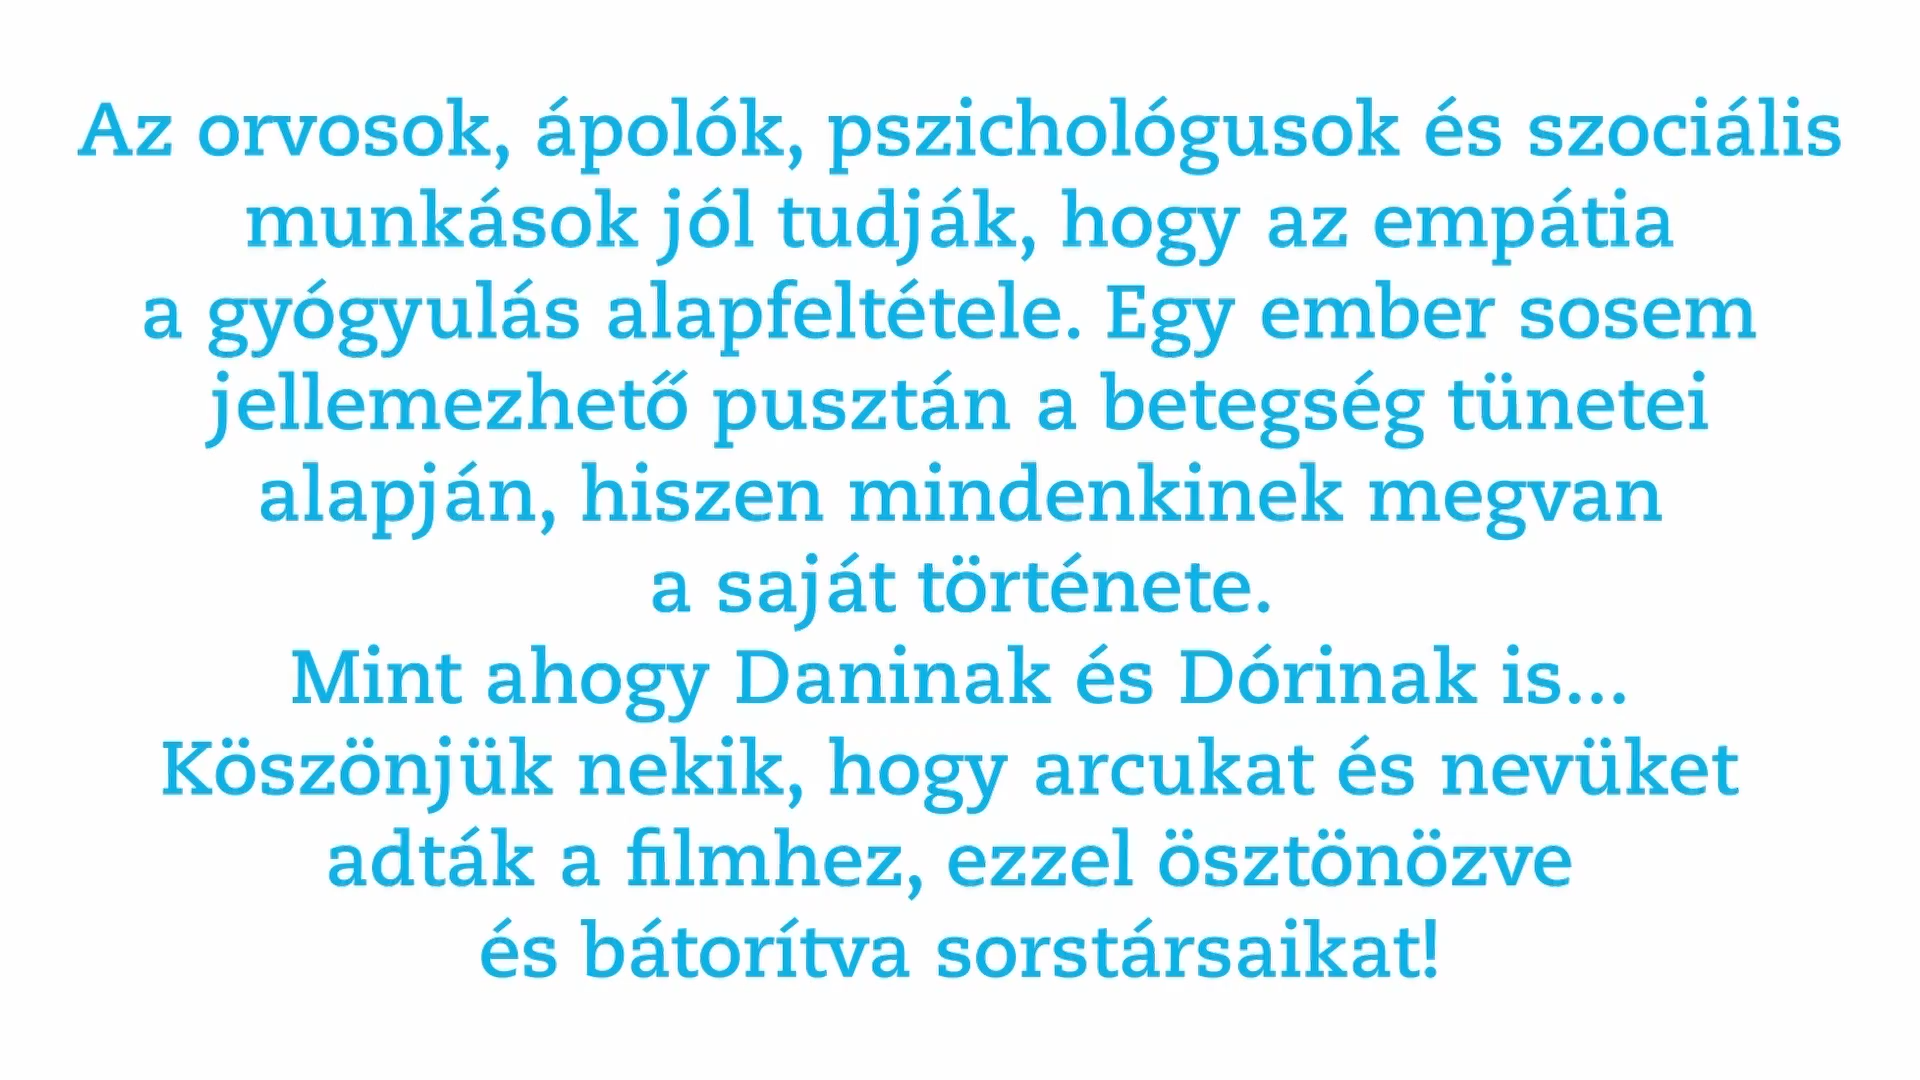 Az orvosok, ápolók, pszichológusok és szociális
munkások jól tudják, hogy az empátia
a gyógyulás alapfeltétele. Egy ember sosem
jellemezhető pusztán a betegség tünetei
alapján, hiszen mindenkinek megvan
a saját története.
Mint ahogy Daninak és Dórinak is...
Köszönjük nekik, hogy arcukat és nevüket
adták a filmhez, ezzel ösztönözve
és bátorítva sorstársaikat!